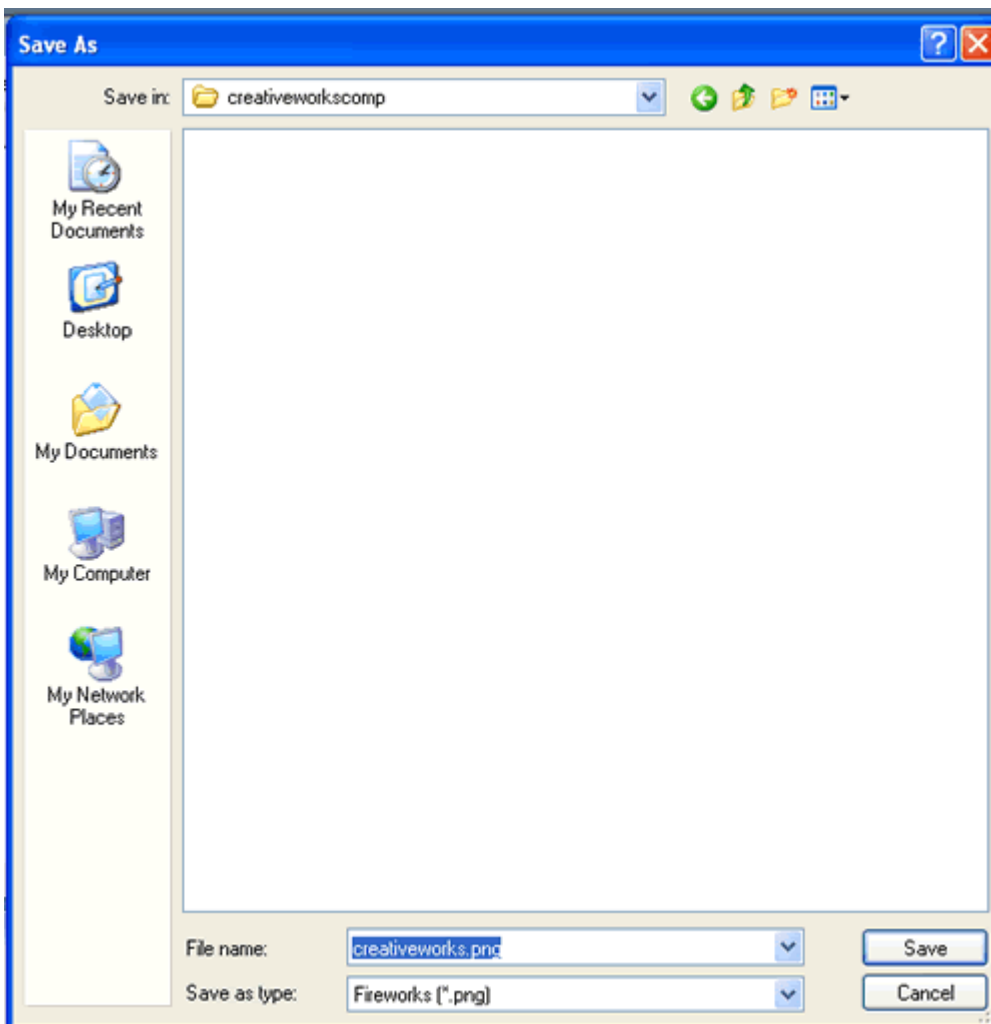 Save As
Save in: creativeworkscomp
My Recent
Documents
Desktop
My Documents
My Computer
My Network
Places
File name: creativeworks.png Save
Save as type: Fireworks (*.png) Cancel